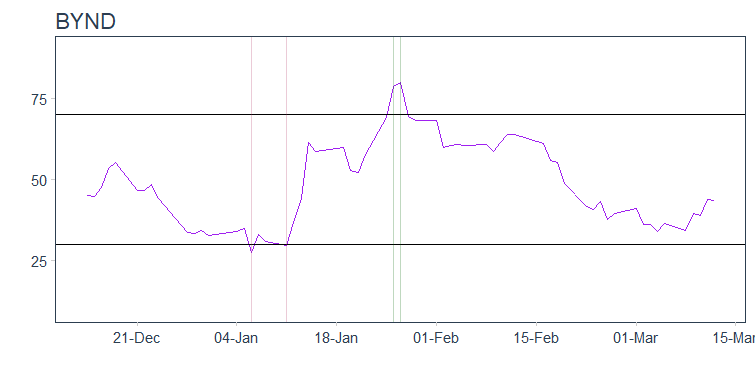 BYND
75
50
25
21-Dec
04-Jan
18-Jan
01-Feb
15-Feb
01-Mar
15-Mar